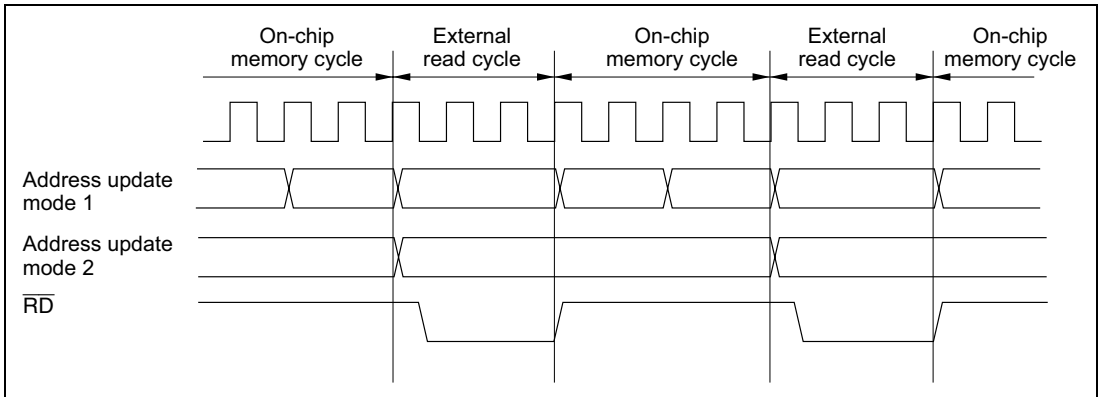 On-chip
memory cycle
External
read cycle
On-chip
memory cycle
External
read cycle
On-chip
memory cycle
Address update
mode 1
Address update
mode 2
R̅D̅